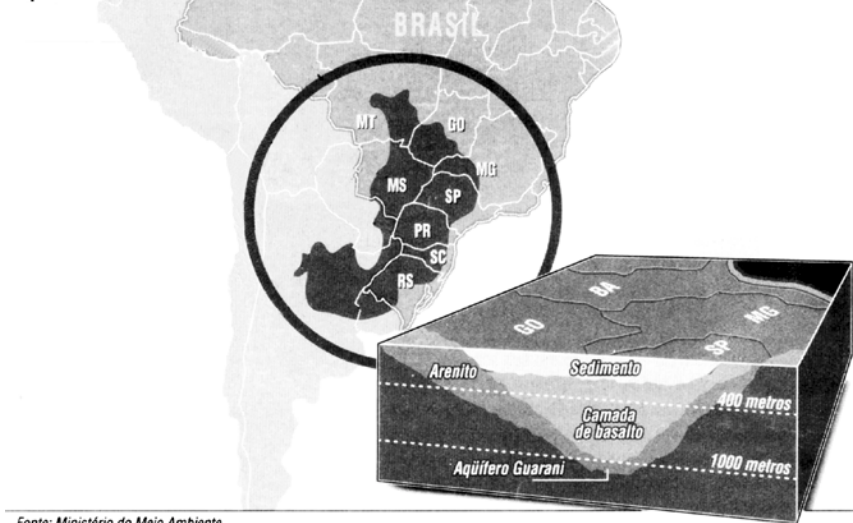 BRASIL
MT
GO
MG
MS
SP
PR
SC
RS
BA
GO
MG
SP
Arenito
Sedimento
400 metros
Camada
de basalto
1000 metros
Aqüífero Guarani
Fonte: Ministério do Meio Ambiente